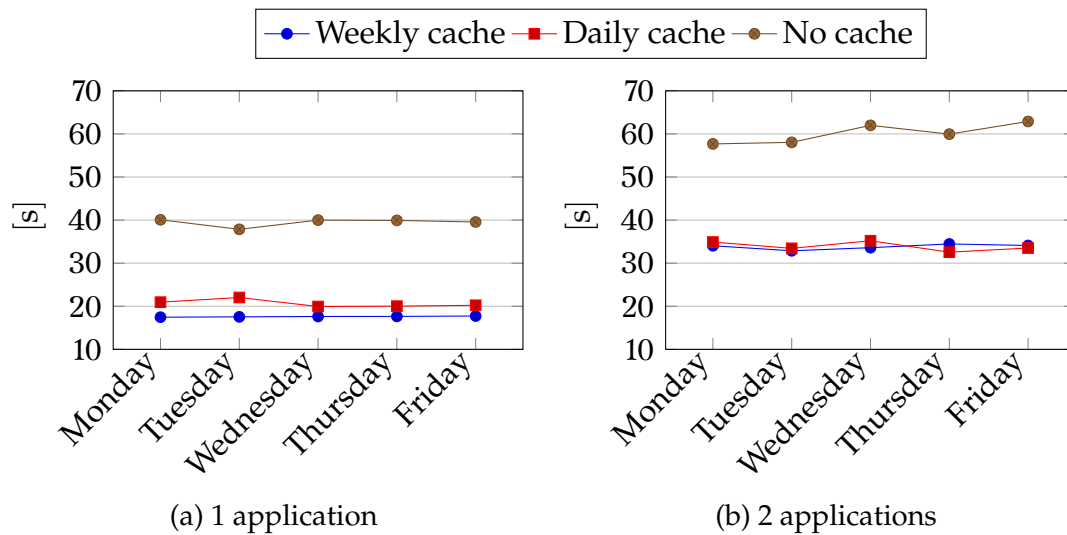 Weekly cache Daily cache No cache
70
60
50
40
30
20
10
[s]
Monday
Tuesday
Wednesday
Thursday
Friday
(a) 1 application
70
60
50
40
30
20
10
[s]
Monday
Tuesday
Wednesday
Thursday
Friday
(b) 2 applications